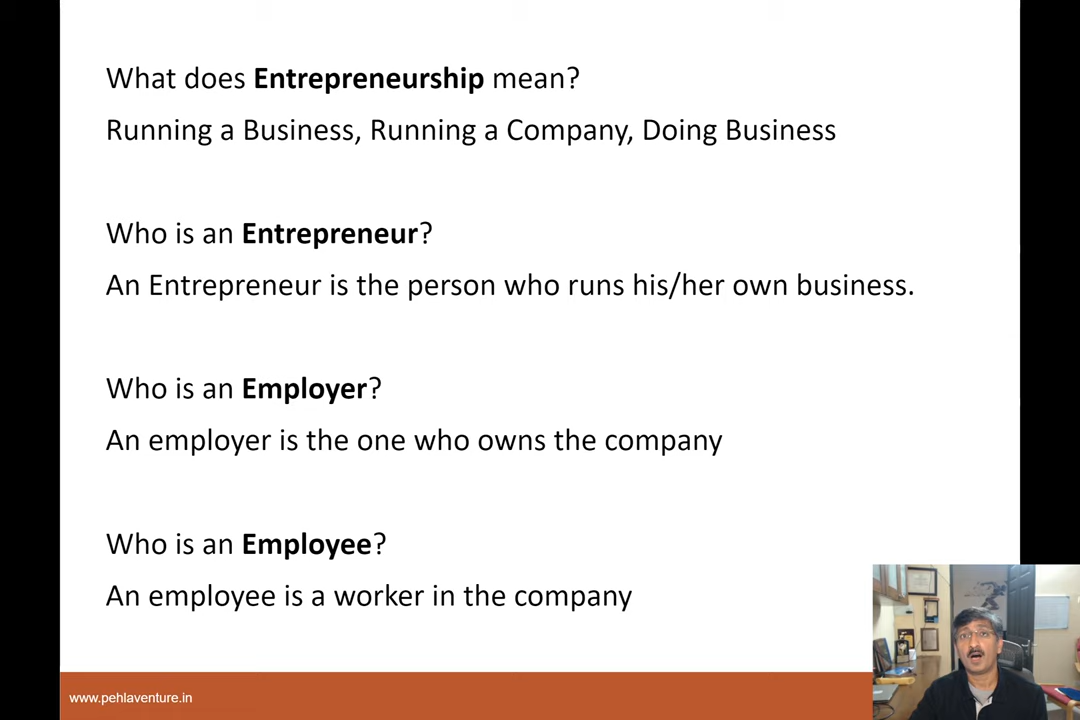 What does Entrepreneurship mean?
Running a Business, Running a Company, Doing Business
Who is an Entrepreneur?
An Entrepreneur is the person who runs his/her own business.
Who is an Employer?
An employer is the one who owns the company
Who is an Employee?
An employee is a worker in the company
www.pehlaventure.in